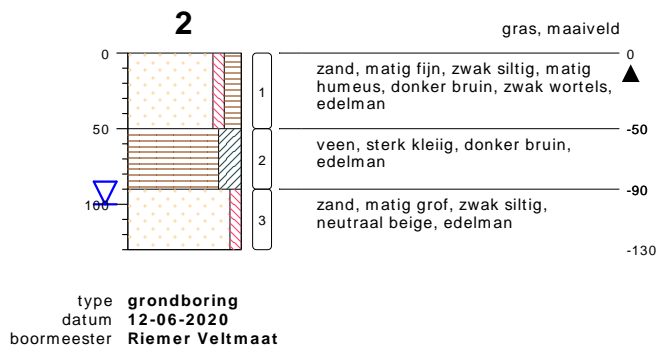 2
gras, maaiveld
0
0
zand, matig fijn, zwak siltig, matig
humeus, donker bruin, zwak wortels,
edelman
1
50
-50
veen, sterk kleiig, donker bruin,
edelman
2
-90
100
zand, matig grof, zwak siltig,
neutraal beige, edelman
3
-130
type grondboring
datum 12-06-2020
boormeester Riemer Veltmaat